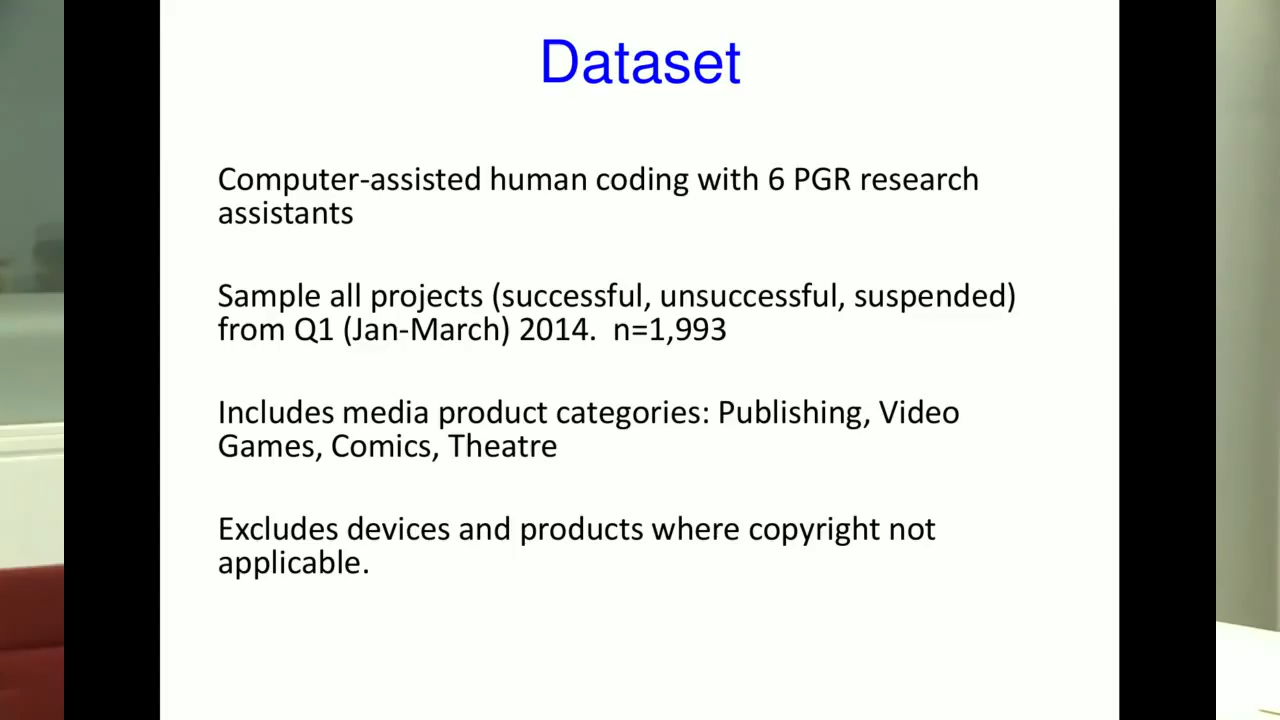 Dataset
Computer-assisted human coding with 6 PGR research
assistants
Sample all projects (successful, unsuccessful, suspended)
from Q1 (Jan-March) 2014.  n=1,993
Includes media product categories: Publishing, Video
Games, Comics, Theatre
Excludes devices and products where copyright not
applicable.